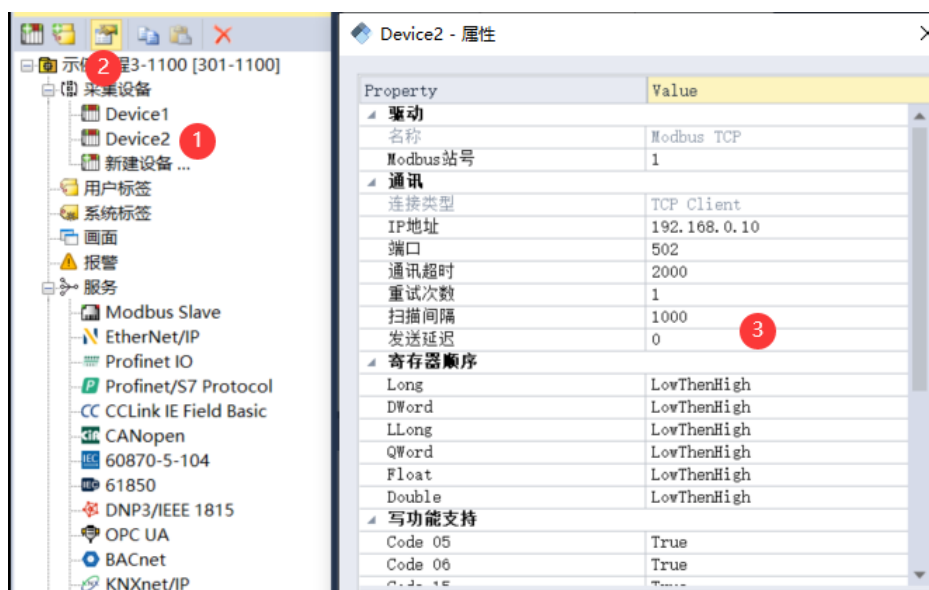 示例 程3-1100 [301-1100]
2
采集设备
Device1
Device2
1
新建设备 ...
用户标签
系统标签
画面
报警
服务
Modbus Slave
EtherNet/IP
Profinet IO
Profinet/S7 Protocol
CCLink IE Field Basic
CANopen
60870-5-104
61850
DNP3/IEEE 1815
OPC UA
BACnet
KNXnet/IP
Device2 - 属性
Property Value
驱动
名称 Modbus TCP
Modbus站号 1
通讯
连接类型 TCP Client
IP地址 192.168.0.10
端口 502
通讯超时 2000
重试次数 1
扫描间隔 1000
3
发送延迟 0
寄存器顺序
Long LowThenHigh
DWord LowThenHigh
LLong LowThenHigh
QWord LowThenHigh
Float LowThenHigh
Double LowThenHigh
写功能支持
Code 05 True
Code 06 True